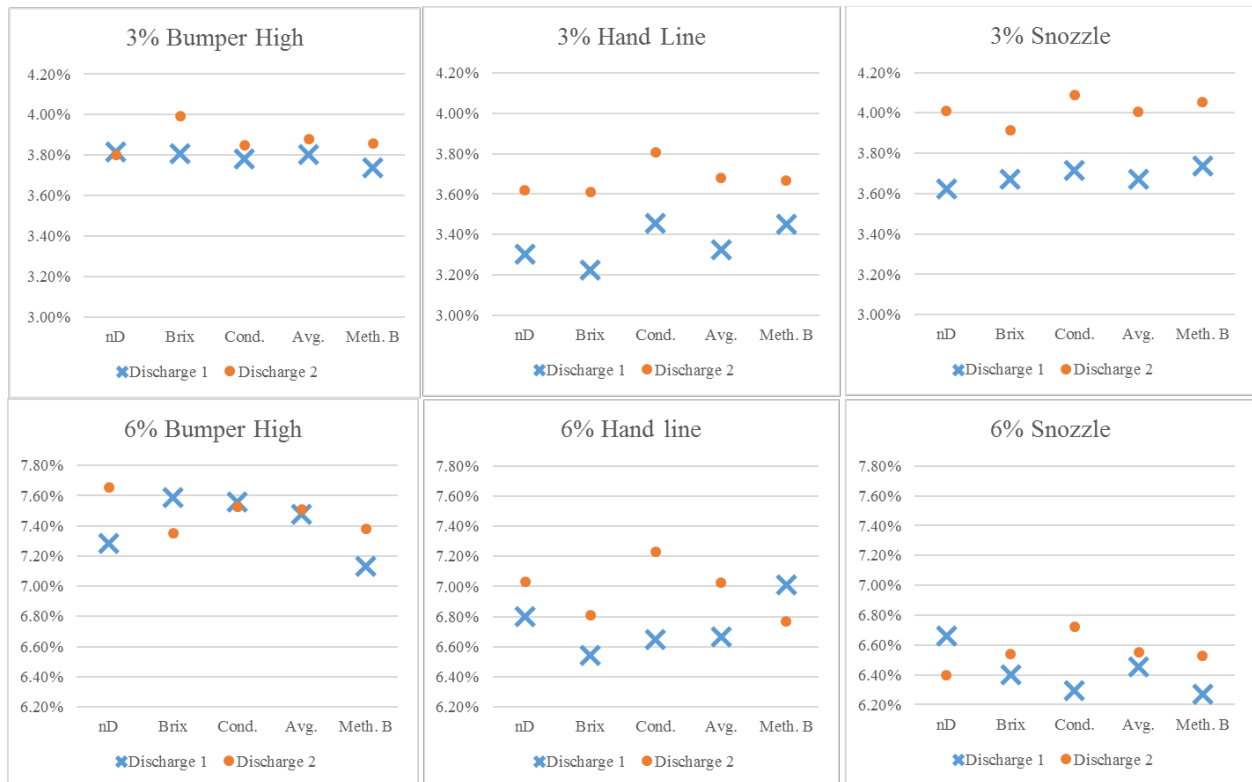 3% Bumper High
4.20%
4.00%
3.80%
3.60%
3.40%
3.20%
3.00%
nD Brix Cond. Avg. Meth. B
Discharge 1 Discharge 2
3% Hand Line
4.20%
4.00%
3.80%
3.60%
3.40%
3.20%
3.00%
nD Brix Cond. Avg. Meth. B
Discharge 1 Discharge 2
3% Snozzle
4.20%
4.00%
3.80%
3.60%
3.40%
3.20%
3.00%
nD Brix Cond. Avg. Meth. B
Discharge 1 Discharge 2
6% Bumper High
7.80%
7.60%
7.40%
7.20%
7.00%
6.80%
6.60%
6.40%
6.20%
nD Brix Cond. Avg. Meth. B
Discharge 1 Discharge 2
6% Hand line
7.80%
7.60%
7.40%
7.20%
7.00%
6.80%
6.60%
6.40%
6.20%
nD Brix Cond. Avg. Meth. B
Discharge 1 Discharge 2
6% Snozzle
7.80%
7.60%
7.40%
7.20%
7.00%
6.80%
6.60%
6.40%
6.20%
nD Brix Cond. Avg. Meth. B
Discharge 1 Discharge 2